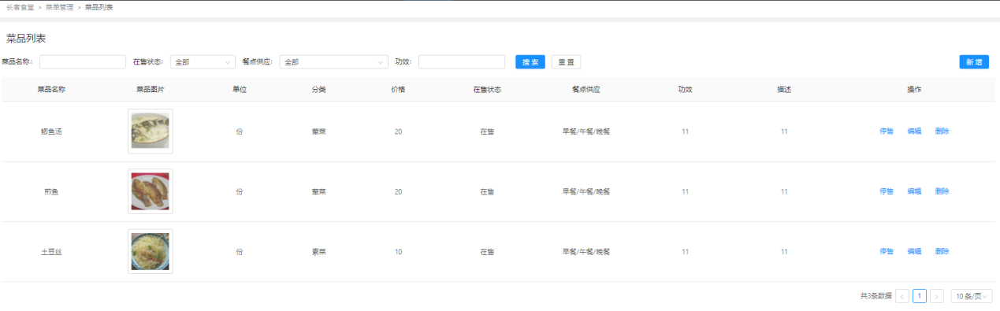 长者食堂 > 菜单管理 > 菜品列表
菜品列表
菜品名称: 在售状态: 全部 餐点供应: 全部 功效: 搜索 重置 新增
菜品名称 菜品图片 单位 分类 价格 在售状态 餐点供应 功效 描述 操作
鲫鱼汤 份 荤菜 20 在售 早餐/午餐/晚餐 11 11 停售 编辑 删除
煎鱼 份 荤菜 20 在售 早餐/午餐/晚餐 11 11 停售 编辑 删除
土豆丝 份 素菜 10 在售 早餐/午餐/晚餐 11 11 停售 编辑 删除
共3条数据 < 1 > 10 条/页